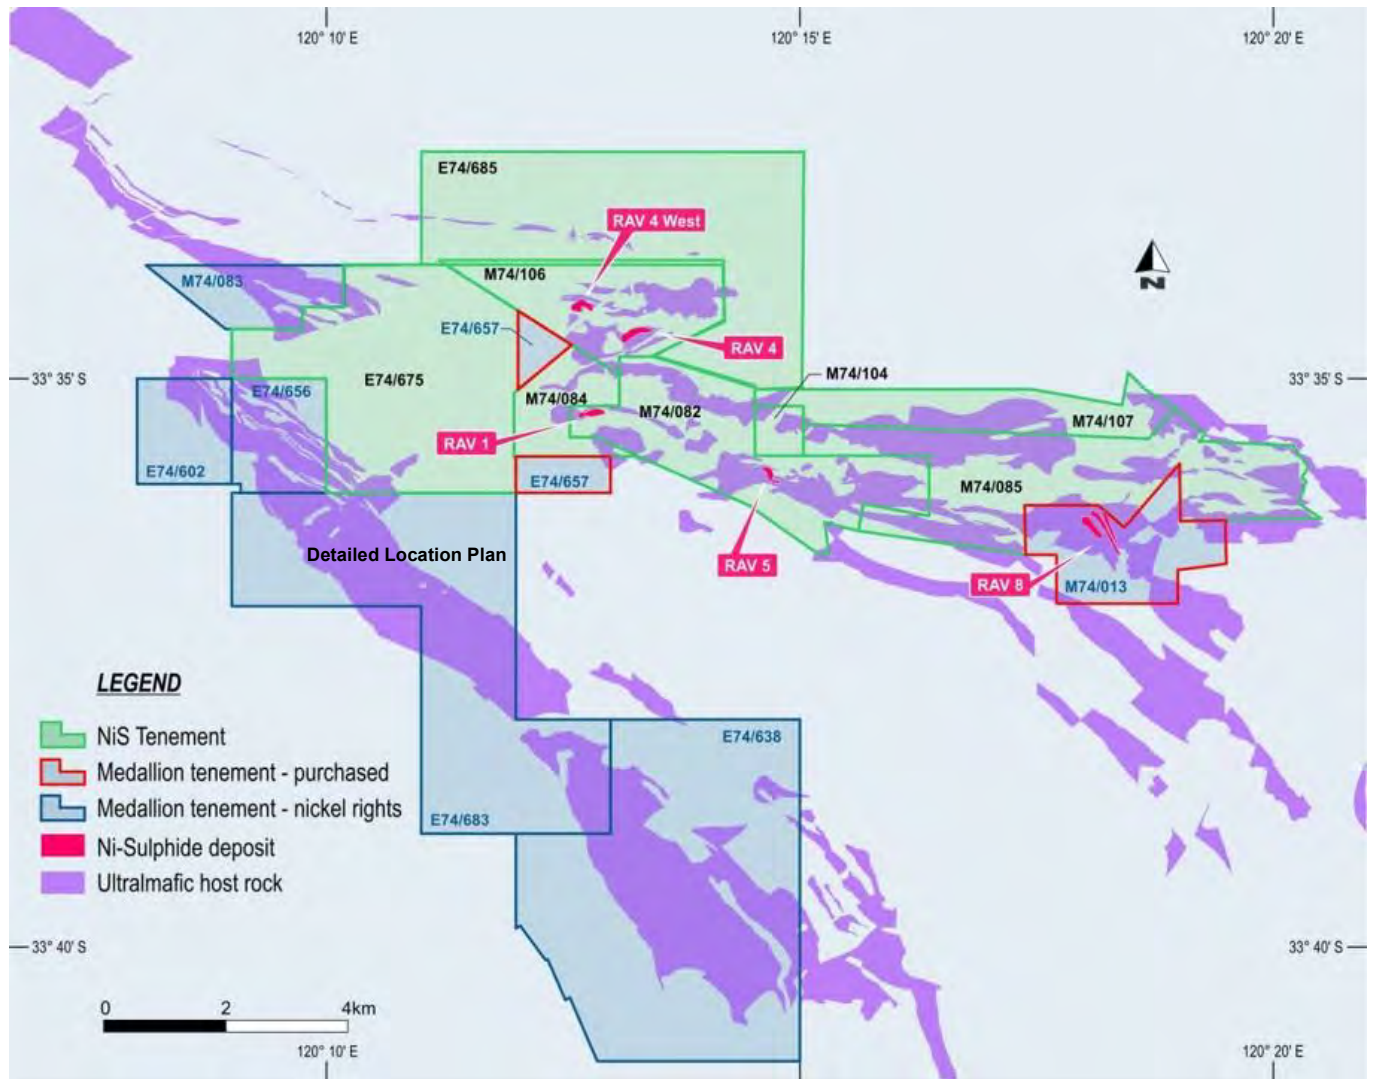 120° 10' E
120° 15' E
120° 20' E
E74/685
RAV 4 West
M74/106
M74/083
E74/657
RAV 4
N
33° 35' S
E74/675
M74/104
33° 35' S
E74/656
M74/084
M74/082
M74/107
RAV 1
E74/602
E74/657
M74/085
Detailed Location Plan
RAV 5
RAV 8
M74/013
LEGEND
NiS Tenement
Medallion tenement - purchased
Medallion tenement - nickel rights
Ni-Sulphide deposit
Ultralmafic host rock
E74/638
E74/683
33° 40' S
33° 40' S
0 2 4km
120° 10' E
120° 20' E